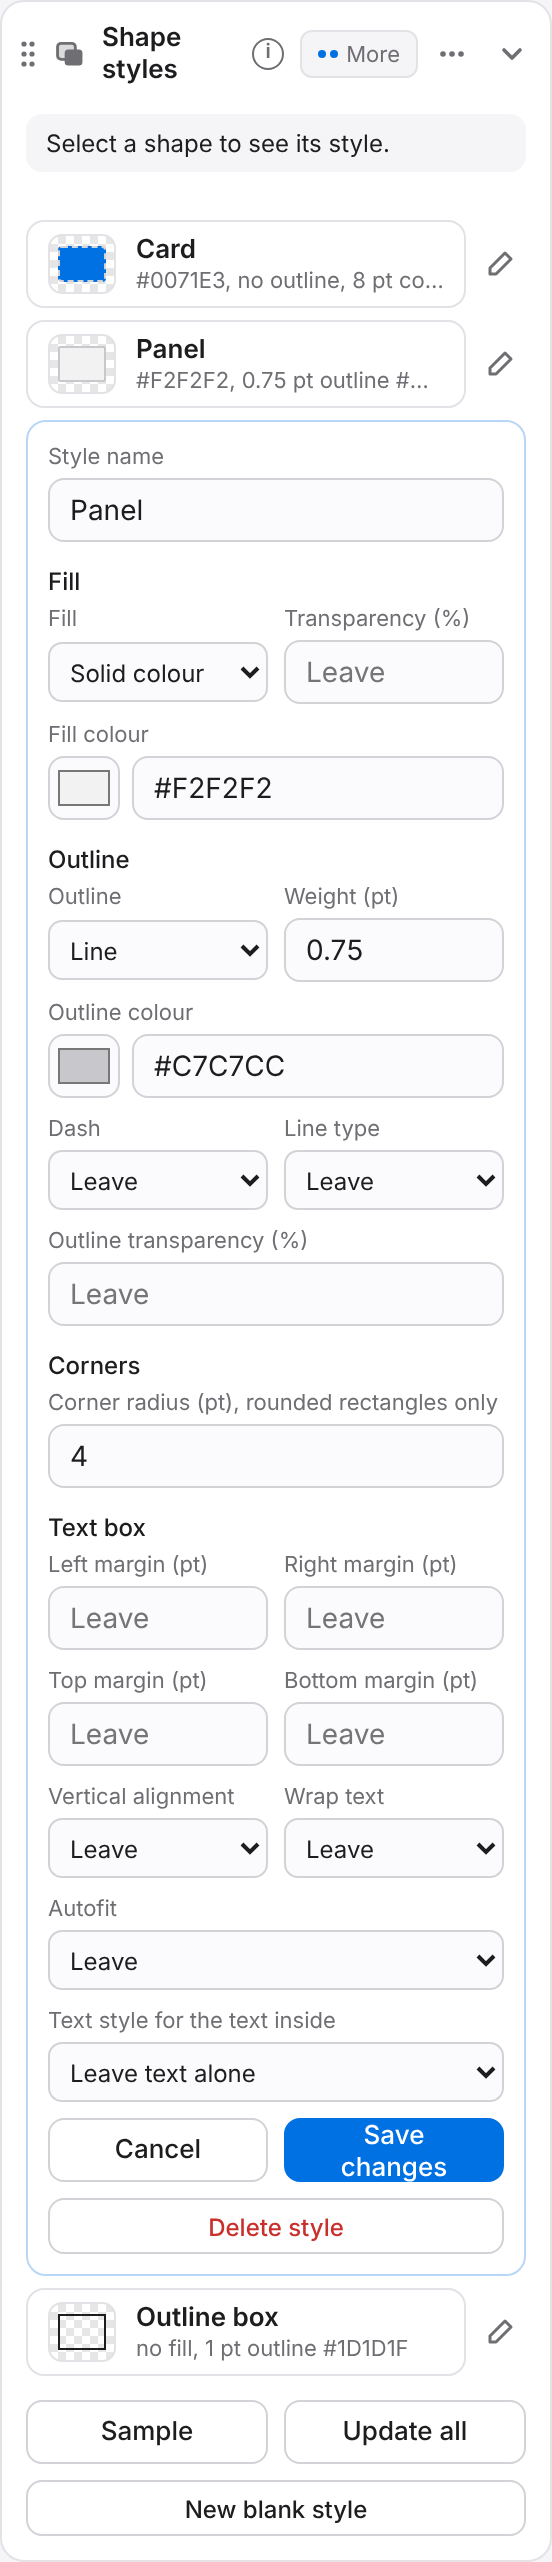 Shape
styles
More
Select a shape to see its style.
Card
#0071E3, no outline, 8 pt co...
Panel
#F2F2F2, 0.75 pt outline #...
Style name
Panel
Fill
Fill
Transparency (%)
Solid colour
Leave
Fill colour
#F2F2F2
Outline
Outline
Weight (pt)
Line
0.75
Outline colour
#C7C7CC
Dash
Line type
Leave
Leave
Outline transparency (%)
Leave
Corners
Corner radius (pt), rounded rectangles only
4
Text box
Left margin (pt)
Right margin (pt)
Leave
Leave
Top margin (pt)
Bottom margin (pt)
Leave
Leave
Vertical alignment
Wrap text
Leave
Leave
Autofit
Leave
Text style for the text inside
Leave text alone
Cancel
Save
changes
Delete style
Outline box
no fill, 1 pt outline #1D1D1F
Sample
Update all
New blank style